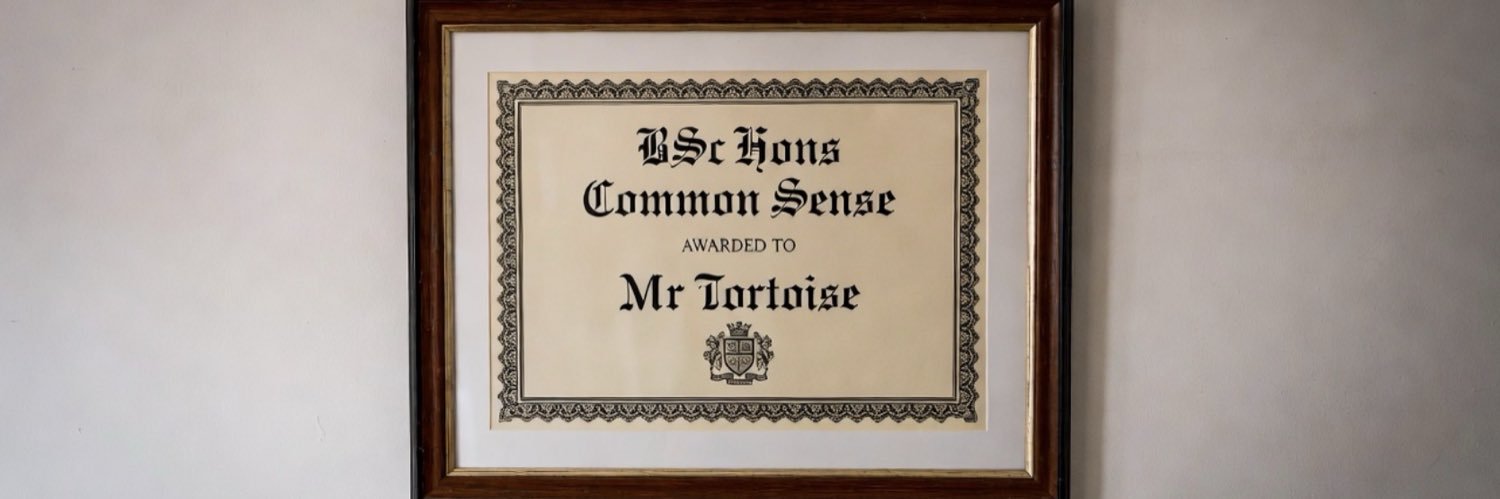 BSc Hons
Common Sense
AWARDED TO
Mr Tortoise